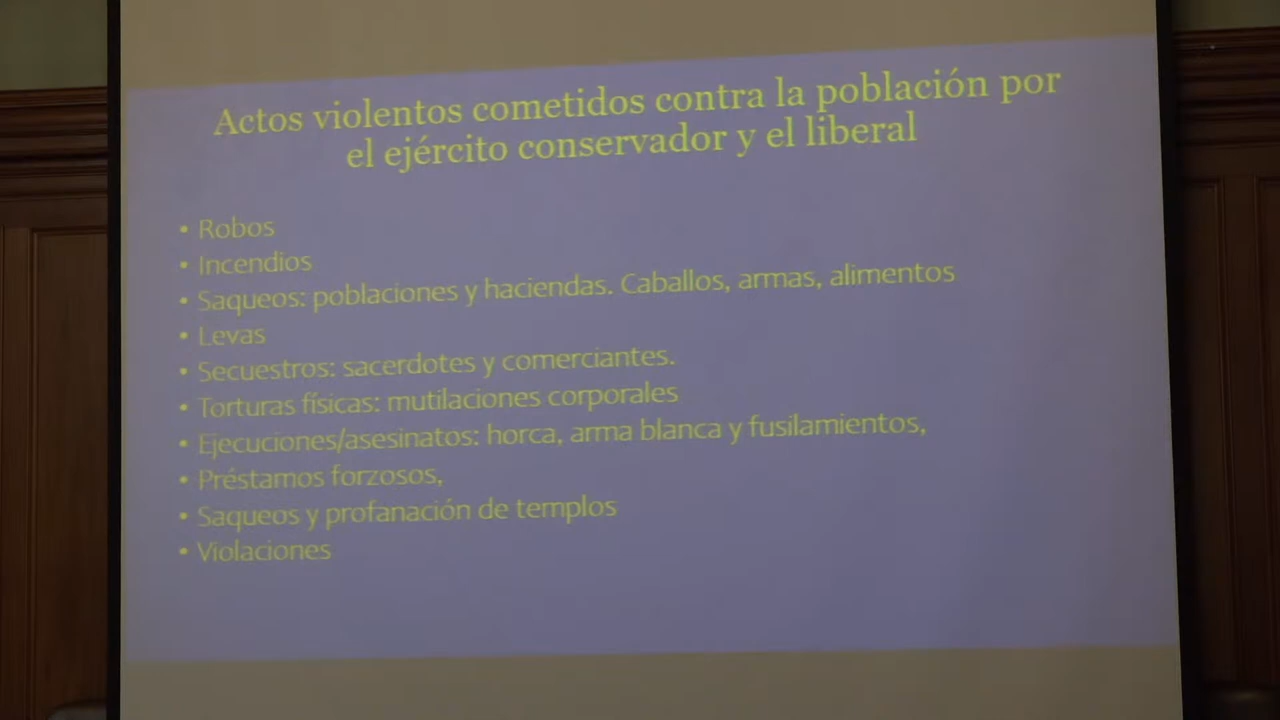 Actos violentos cometidos contra la población por
el ejército conservador y el liberal
• Robos
• Incendios
• Saqueos: poblaciones y haciendas. Caballos, armas, alimentos
• Levas
• Secuestros: sacerdotes y comerciantes.
• Torturas físicas: mutilaciones corporales
• Ejecuciones/asesinatos: horca, arma blanca y fusilamientos,
• Préstamos forzosos,
• Saqueos y profanación de templos
• Violaciones